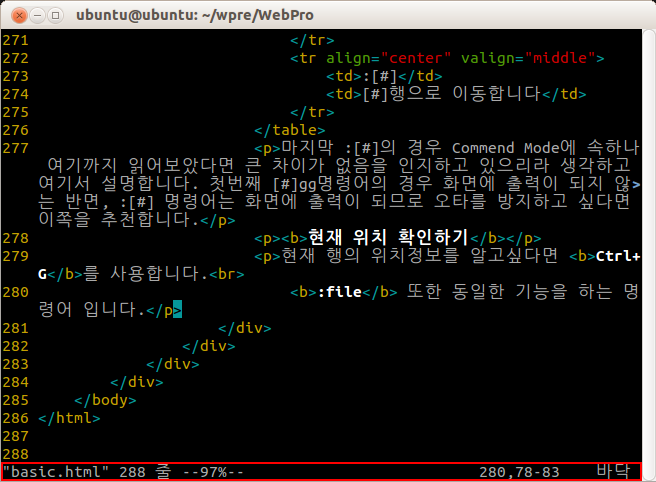 ubuntu@ubuntu: ~/wpre/WebPro
271 </tr>
272 <tr align="center" valign="middle">
273 <td>:[#]</td>
274 <td>[#]행으로 이동합니다</td>
275 </tr>
276 </table>
277 <p>마지막 :[#]의 경우 Commend Mode에 속하나
여기까지 읽어보았다면 큰 차이가 없음을 인지하고 있으리라 생각하고
여기서 설명합니다. 첫번째 [#]gg명령어의 경우 화면에 출력이 되지 않>
는 반면, :[#] 명령어는 화면에 출력이 되므로 오타를 방지하고 싶다면
이쪽을 추천합니다.</p>
278 <p><b>현재 위치 확인하기</b></p>
279 <p>현재 행의 위치정보를 알고싶다면 <b>Ctrl+
G</b>를 사용합니다.<br>
280 <b>:file</b> 또한 동일한 기능을 하는 명
령어 입니다.</p>
281 </div>
282 </div>
283 </div>
284 </div>
285 </body>
286 </html>
287
288
"basic.html" 288 줄 --97%-- 280,78-83 바닥